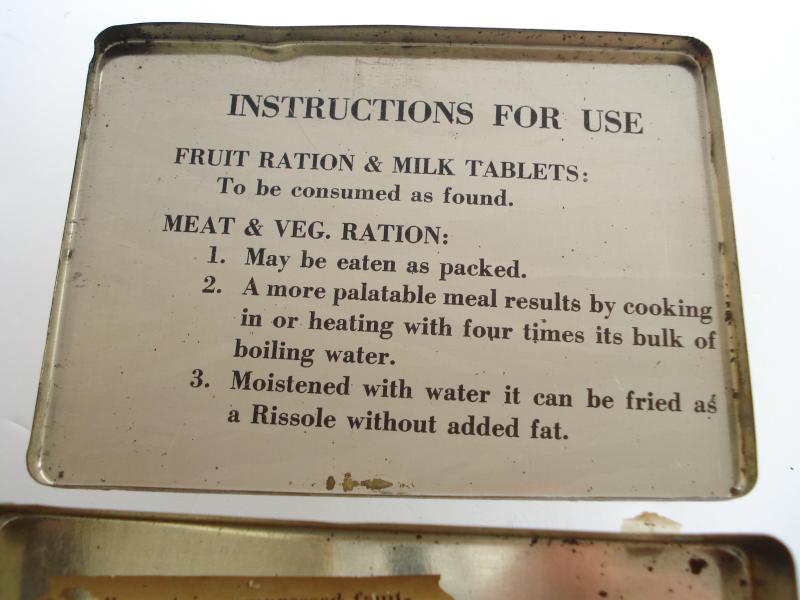 INSTRUCTIONS FOR USE
FRUIT RATION & MILK TABLETS:
To be consumed as found.
MEAT & VEG. RATION:
1. May be eaten as packed.
2. A more palatable meal results by cooking
in or heating with four times its bulk of
boiling water.
3. Moistened with water it can be fried as
a Rissole without added fat.